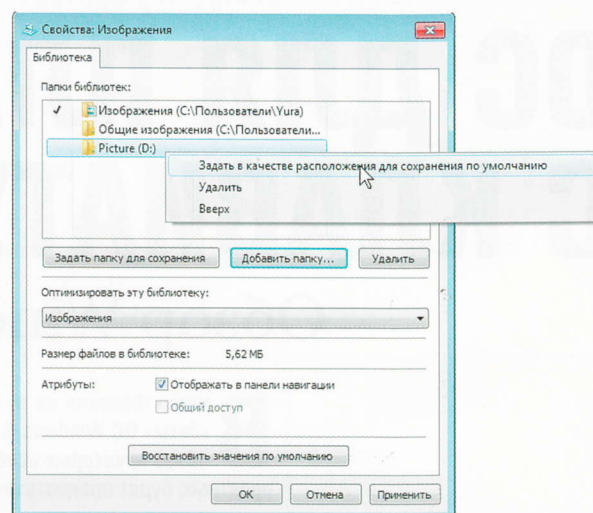 Свойства: Изображения
Библиотека
Папки библиотек:
Изображения (C:\Пользователи\Yura)
Общие изображения (C:\Пользователи...
Picture (D:)
Задать в качестве расположения для сохранения по умолчанию
Удалить
Вверх
Задать папку для сохранения Добавить папку... Удалить
Оптимизировать эту библиотеку:
Изображения
Размер файлов в библиотеке: 5,62 МБ
Атрибуты: Отображать в панели навигации
Общий доступ
Восстановить значения по умолчанию
ОК Отмена Применить